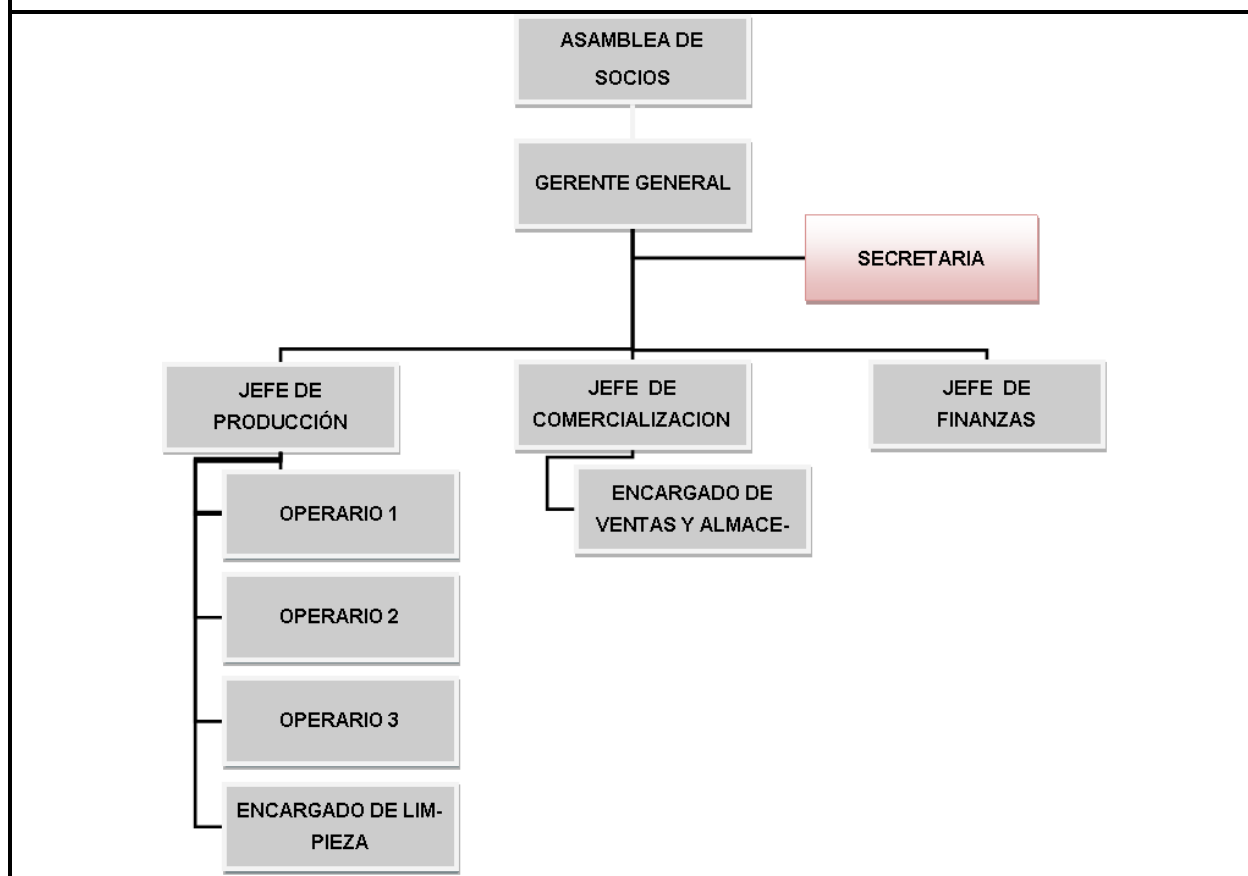 ASAMBLEA DE
SOCIOS
GERENTE GENERAL
SECRETARIA
JEFE DE
PRODUCCIÓN
JEFE DE
COMERCIALIZACION
JEFE DE
FINANZAS
OPERARIO 1
ENCARGADO DE
VENTAS Y ALMACE-
OPERARIO 2
OPERARIO 3
ENCARGADO DE LIM-
PIEZA